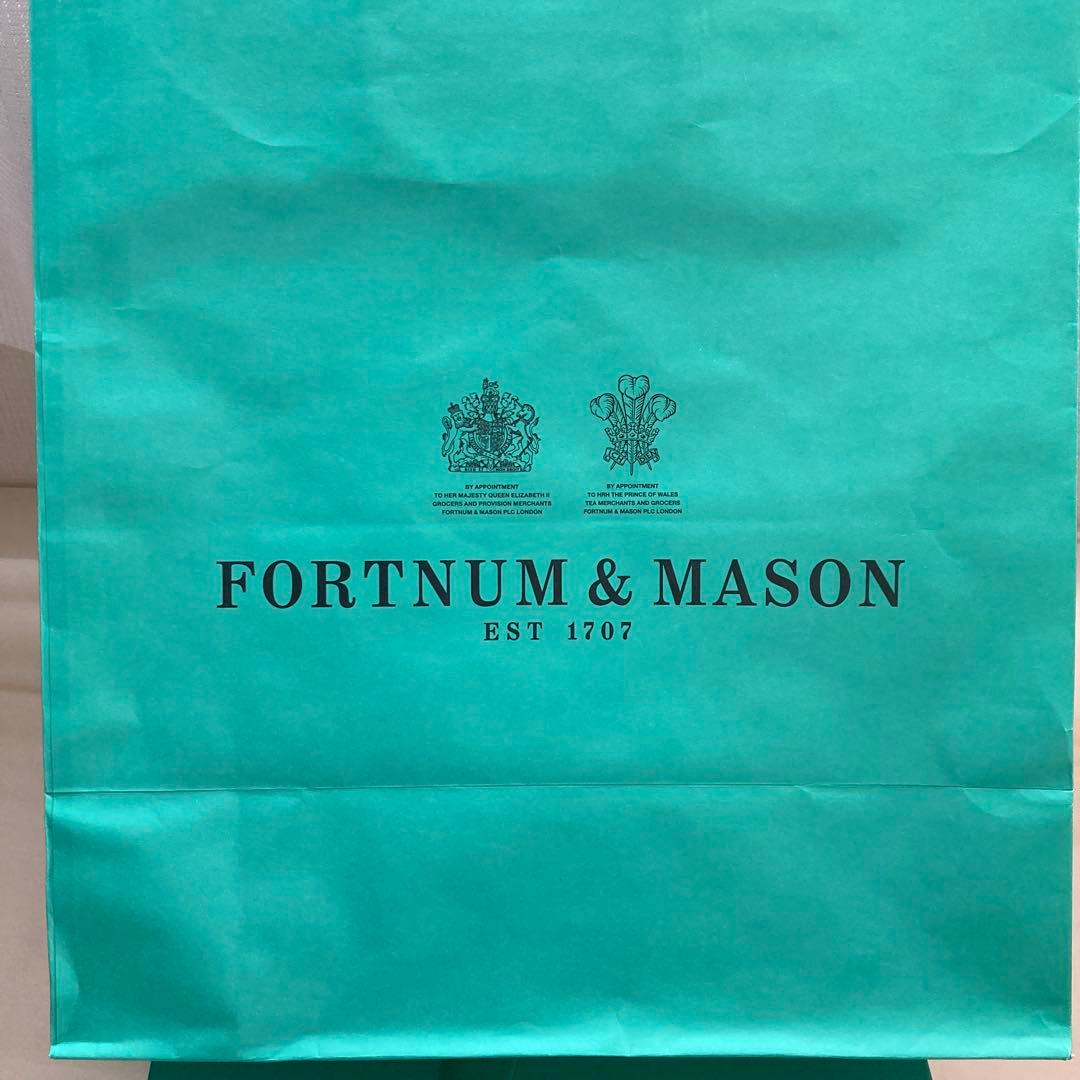 BY APPOINTMENT
TO HER MAJESTY QUEEN ELIZABETH II
GROCERS AND PROVISION MERCHANTS
FORTNUM & MASON PLC LONDON
BY APPOINTMENT
TO HRH THE PRINCE OF WALES
TEA MERCHANTS AND GROCERS
FORTNUM & MASON PLC LONDON
FORTNUM & MASON
EST 1707